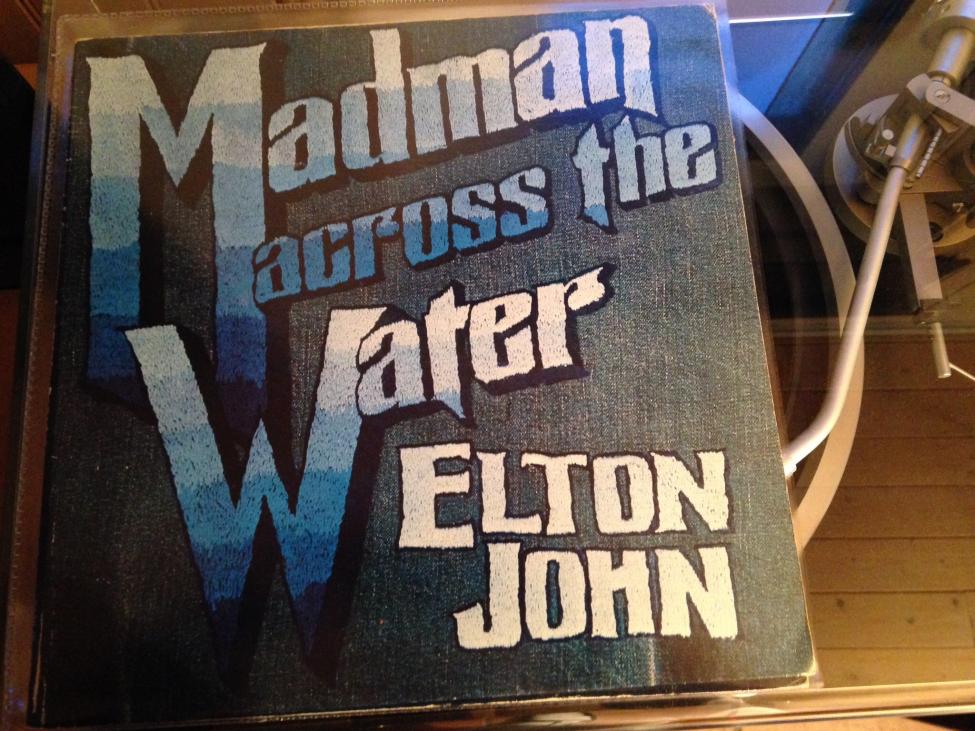 Madman
across the
Water
ELTON
JOHN